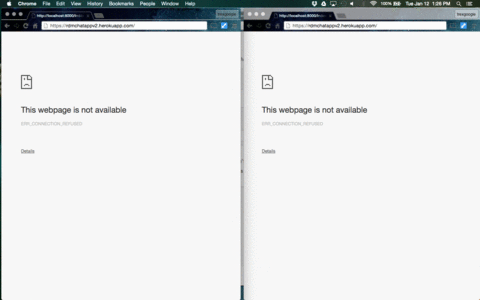 Chrome File Edit View History Bookmarks People Window Help
100% Tue Jan 12 1:26 PM
http://localhost:8000/
http://localhost:8000/
https://rdmchatappv2.herokuapp.com/
https://rdmchatappv2.herokuapp.com/
This webpage is not available
ERR_CONNECTION_REFUSED
Details
This webpage is not available
ERR_CONNECTION_REFUSED
Details